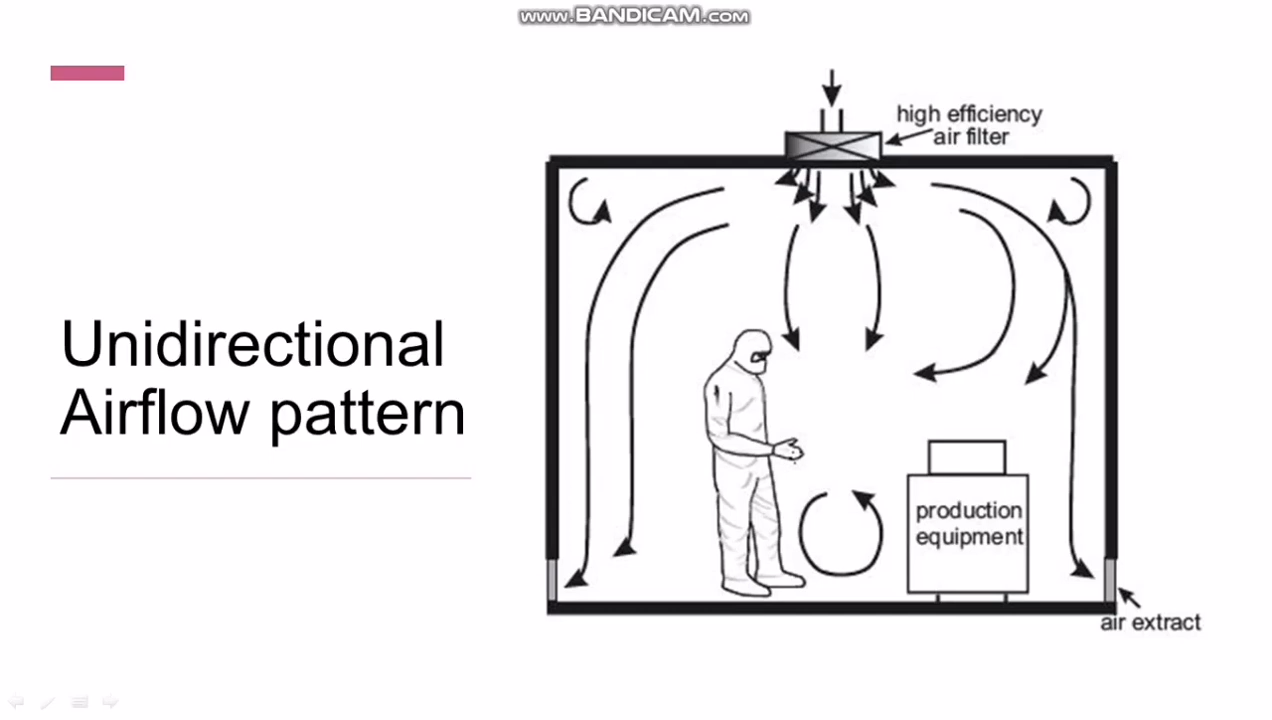 www.BANDICAM.com
high efficiency
air filter
Unidirectional
Airflow pattern
production
equipment
air extract